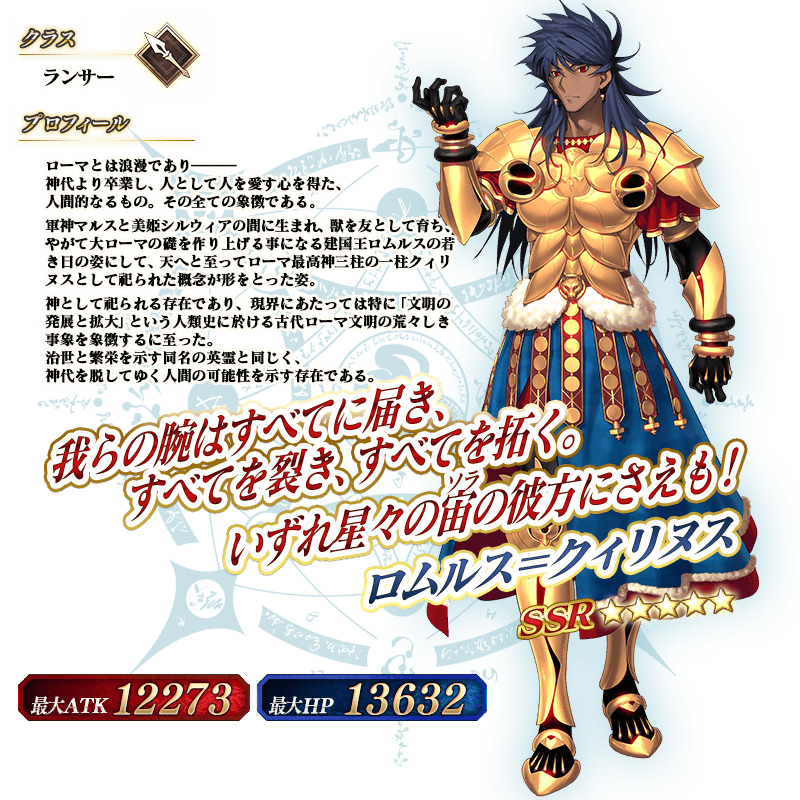 クラス
ランサー
プロフィール
ローマとは浪漫であり―――
神代より卒業し、人として人を愛す心を得た、
人間的なるもの。その全ての象徴である。
軍神マルスと美姫シルウィアの間に生まれ、獣を友として育ち、
やがて大ローマの礎を作り上げる事になる建国王ロムルスの若
き日の姿にして、天へと至ってローマ最高神三柱の一柱クィリ
ヌスとして祀られた概念が形をとった姿。
神として祀られる存在であり、現界にあたっては特に「文明の
発展と拡大」という人類史に於ける古代ローマ文明の荒々しき
事象を象徴するに至った。
治世と繁栄を示す同名の英霊と同じく、
神代を脱してゆく人間の可能性を示す存在である。
我らの腕はすべてに届き、
すべてを裂き、すべてを拓く。
ソラ
いずれ星々の宙の彼方にさえも！
ロムルス＝クィリヌス
SSR ★★★★★
最大ATK 12273
最大HP 13632